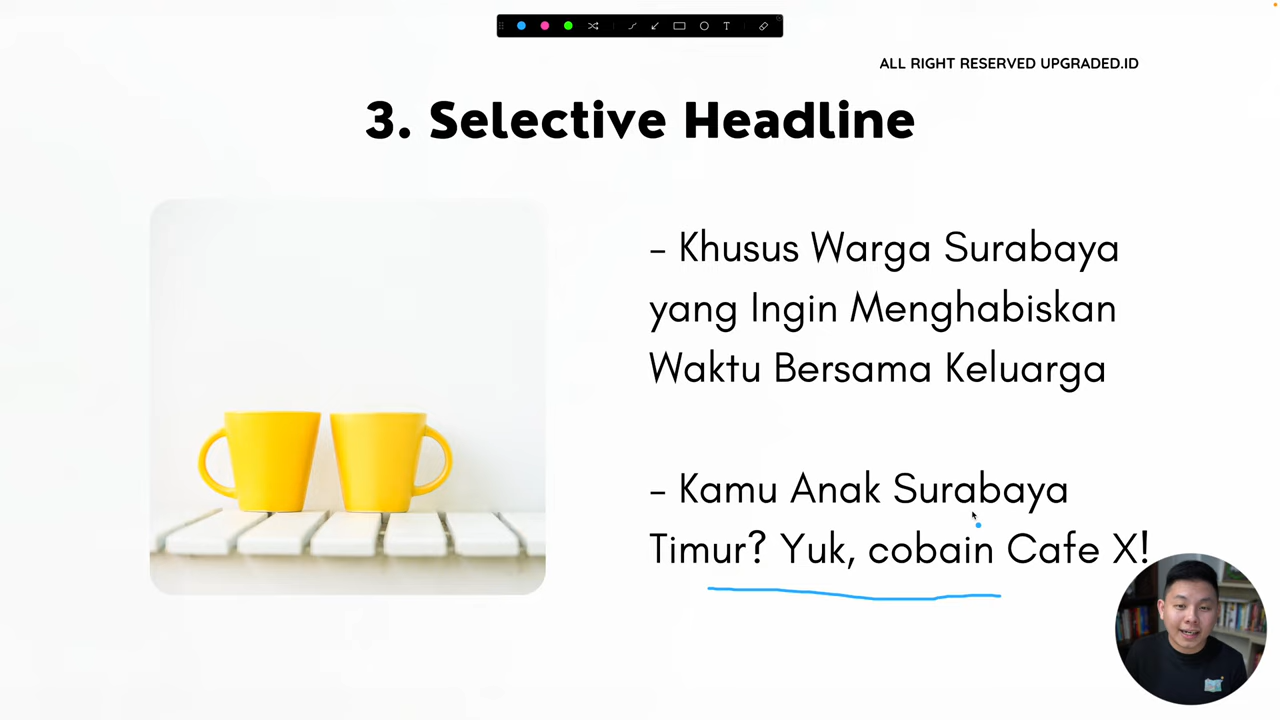 T
ALL RIGHT RESERVED UPGRADED.ID
3. Selective Headline
- Khusus Warga Surabaya
yang Ingin Menghabiskan
Waktu Bersama Keluarga
- Kamu Anak Surabaya
Timur? Yuk, cobain Cafe X!